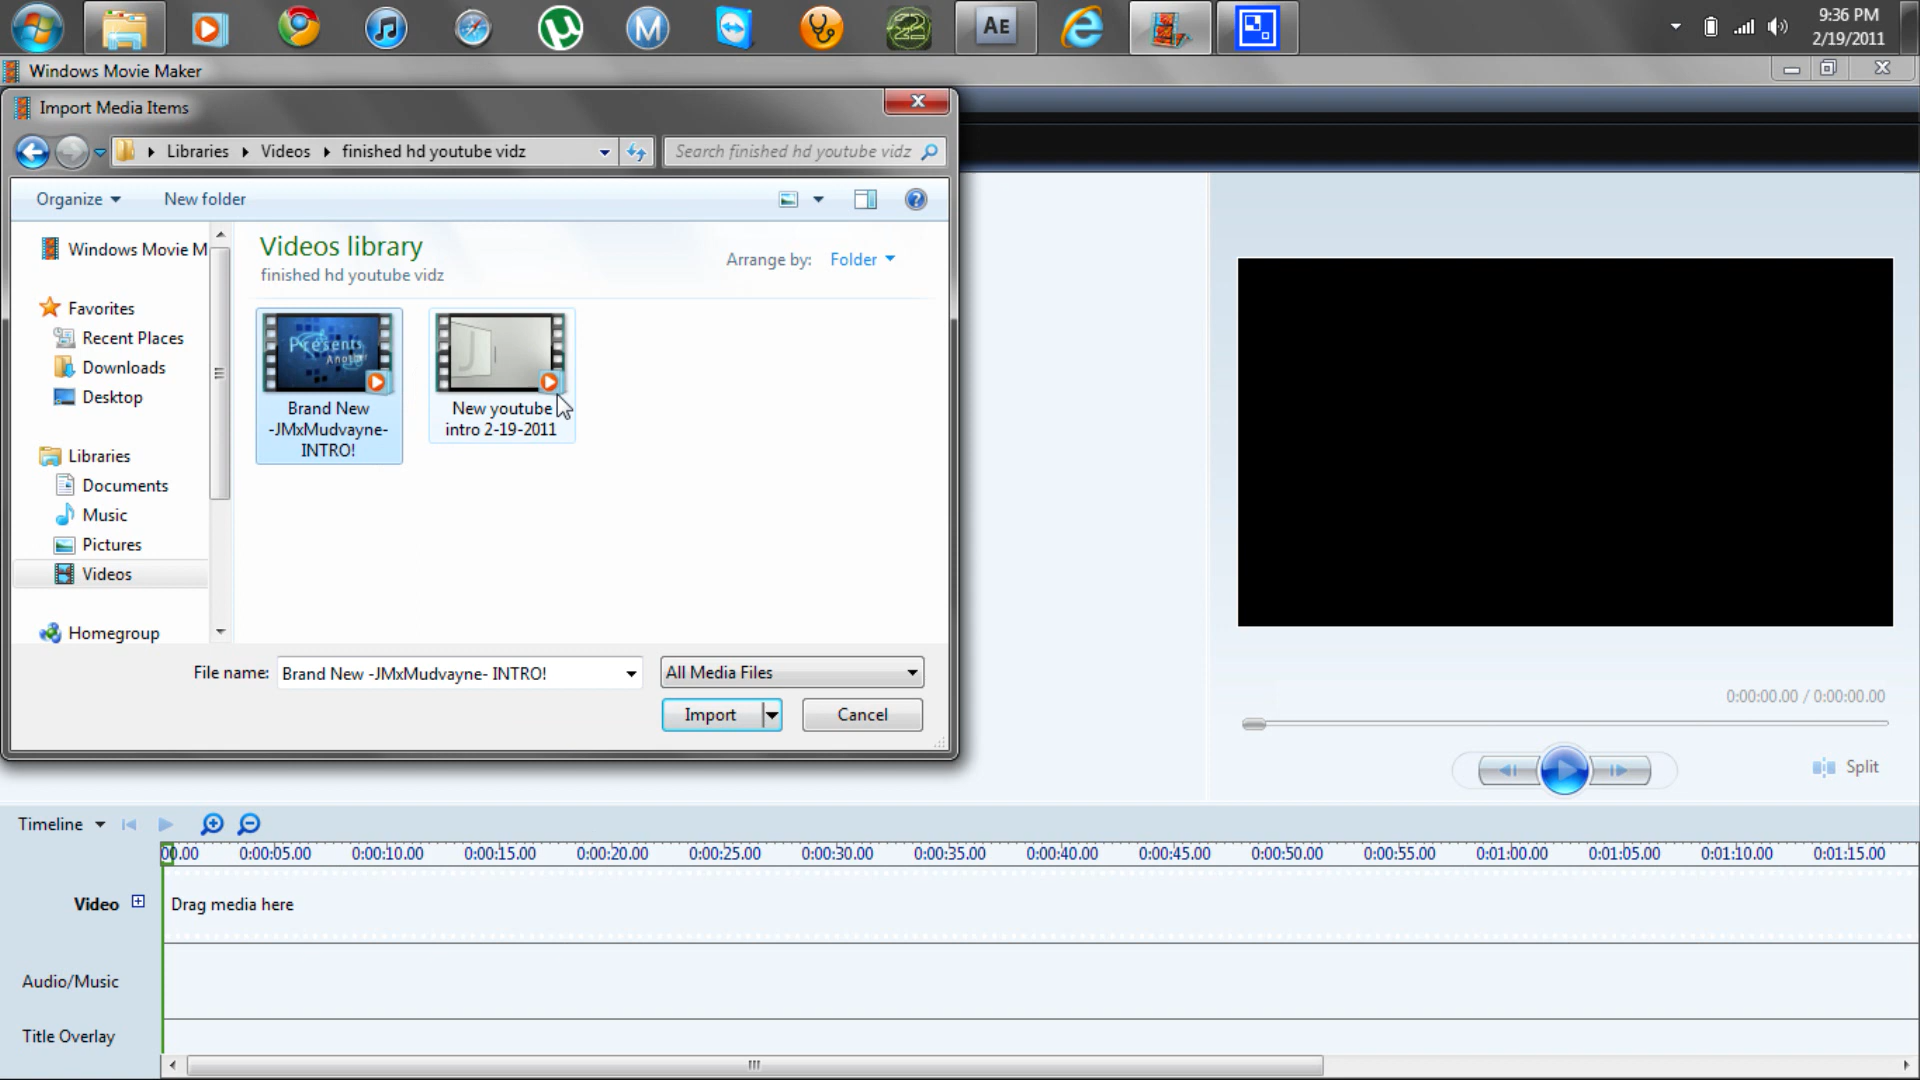 9:36 PM
AE
2/19/2011
Windows Movie Maker
Import Media Items
Libraries Videos finished hd youtube vidz
Search finished hd youtube vidz
Organize New folder
Windows Movie M
Videos library
finished hd youtube vidz
Arrange by: Folder
Favorites
Recent Places
Downloads
Desktop
Libraries
Documents
Music
Pictures
Videos
Homegroup
Presents
Another
Brand New
-JMxMudvayne-
INTRO!
J
New youtube
intro 2-19-2011
File name: Brand New -JMxMudvayne- INTRO! All Media Files
Import Cancel
0:00:00.00 / 0:00:00.00
Split
Timeline
00.00 0:00:05.00 0:00:10.00 0:00:15.00 0:00:20.00 0:00:25.00 0:00:30.00 0:00:35.00 0:00:40.00 0:00:45.00 0:00:50.00 0:00:55.00 0:01:00.00 0:01:05.00 0:01:10.00 0:01:15.00
Video Drag media here
Audio/Music
Title Overlay